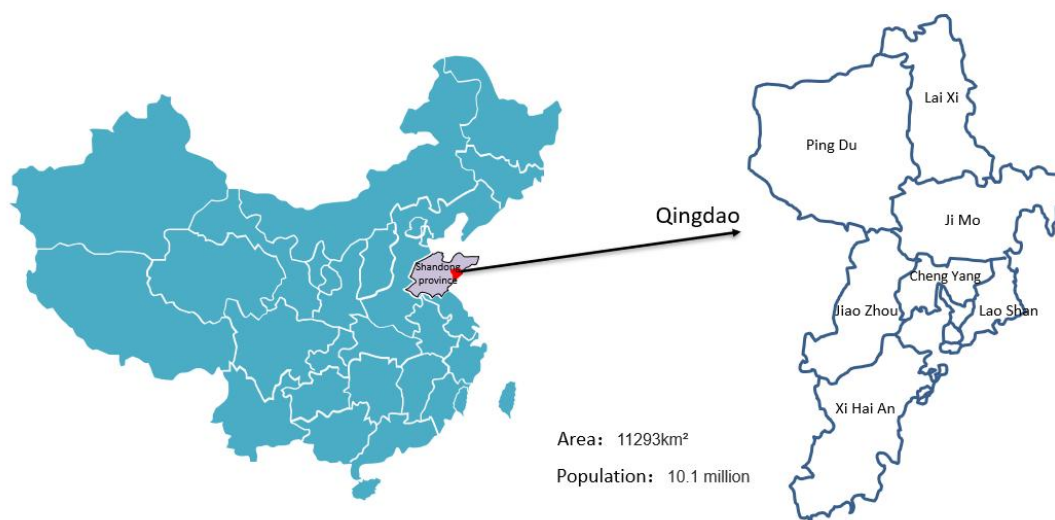 Shandong
province
Qingdao
Area：11293km²
Population：10.1 million
Lai Xi
Ping Du
Ji Mo
Cheng Yang
Jiao Zhou
Lao Shan
Xi Hai An